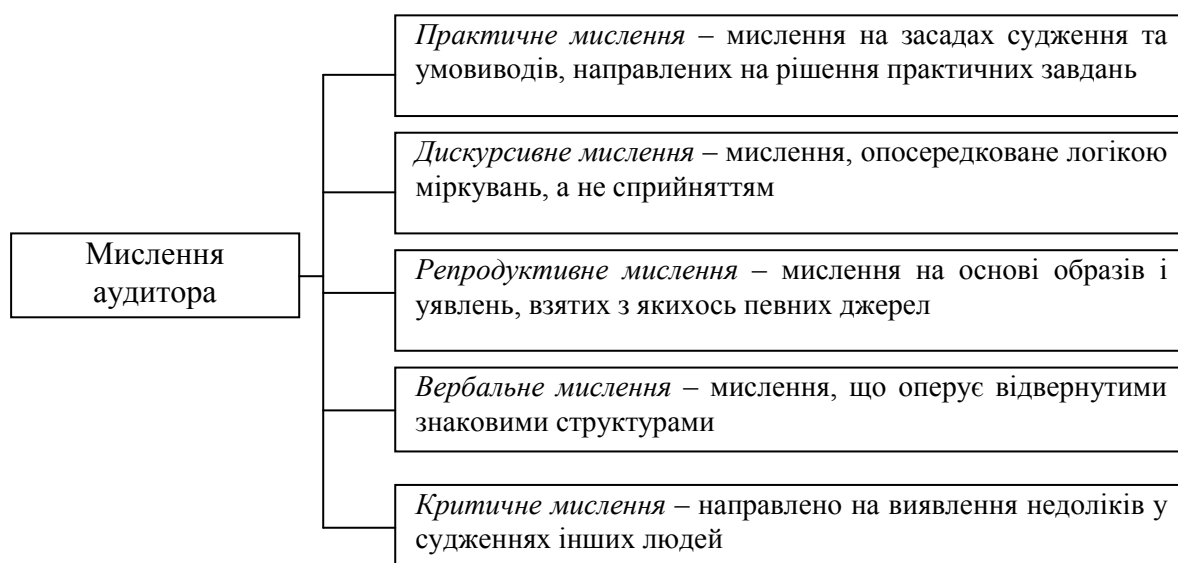 Практичне мислення – мислення на засадах судження та
умовиводів, направлених на рішення практичних завдань
Дискурсивне мислення – мислення, опосередковане логікою
міркувань, а не сприйняттям
Мислення
аудитора
Репродуктивне мислення – мислення на основі образів і
уявлень, взятих з якихось певних джерел
Вербальне мислення – мислення, що оперує відвернутими
знаковими структурами
Критичне мислення – направлено на виявлення недоліків у
судженнях інших людей